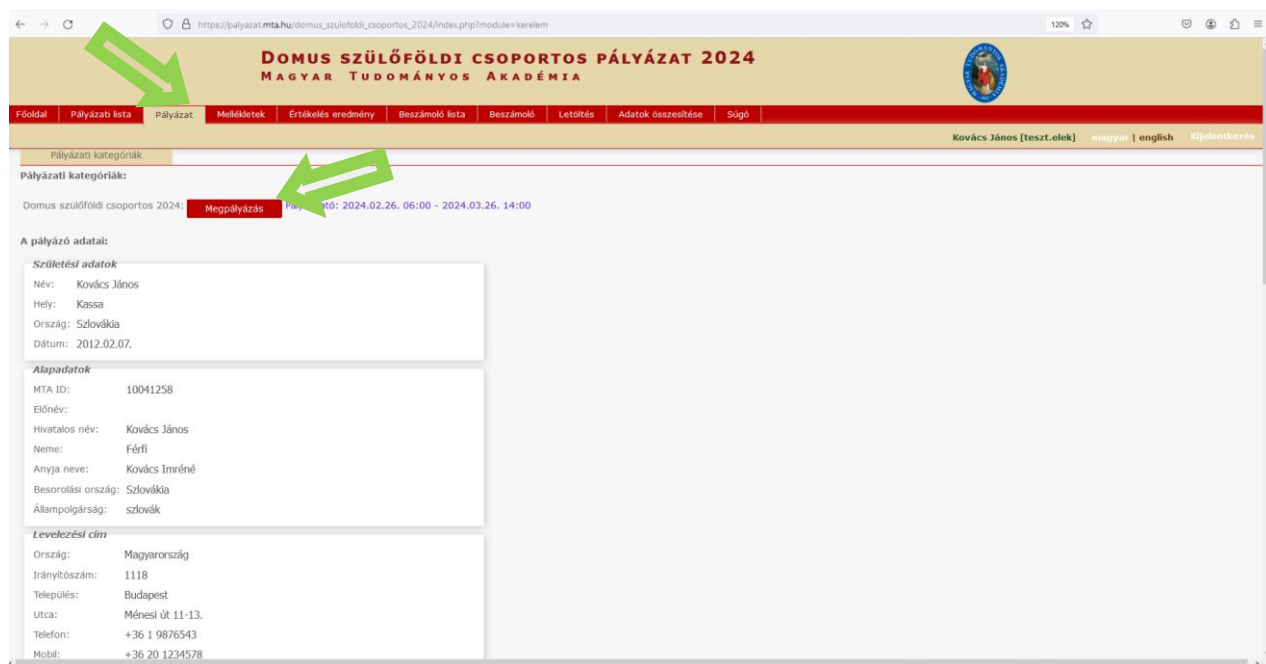 https://palyazat.mta.hu/domus_szulofoldi_csoportos_2024/index.php?module=kerelem 120%
DOMUS SZÜLŐFÖLDI CSOPORTOS PÁLYÁZAT 2024
MAGYAR TUDOMÁNYOS AKADÉMIA
Főoldal Pályázati lista Pályázat Mellékletek Értékelés eredmény Beszámoló lista Beszámoló Letöltés Adatok összesítése Súgó
Kovács János [teszt.elek] magyar | english Kijelentkezés
Pályázati kategóriák
Pályázati kategóriák:
Domus szülőföldi csoportos 2024: Megpályázás 2024.02.26. 06:00 - 2024.03.26. 14:00
A pályázó adatai:
Születési adatok
Név: Kovács János
Hely: Kassa
Ország: Szlovákia
Dátum: 2012.02.07.
Alapadatok
MTA ID: 10041258
Előnév:
Hivatalos név: Kovács János
Neme: Férfi
Anyja neve: Kovács Imréné
Besorolási ország: Szlovákia
Állampolgárság: szlovák
Levelezési cím
Ország: Magyarország
Irányítószám: 1118
Település: Budapest
Utca: Ménesi út 11-13.
Telefon: +36 1 9876543
Mobil: +36 20 1234578